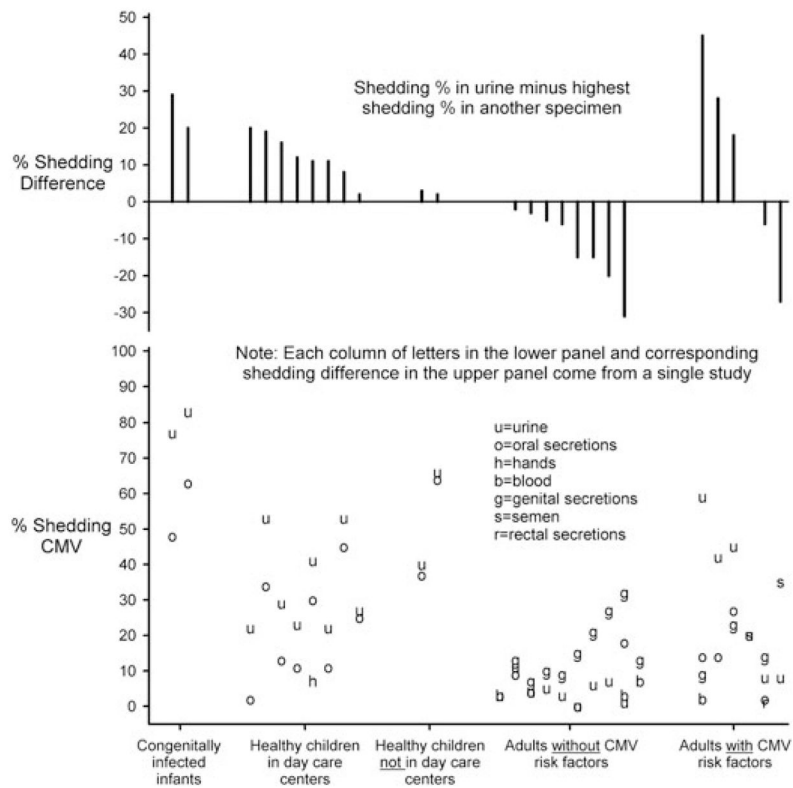 50
40
30
20
10
0
-10
-20
-30
% Shedding
Difference
Shedding % in urine minus highest
shedding % in another specimen
Note: Each column of letters in the lower panel and corresponding
shedding difference in the upper panel come from a single study
100
90
80
70
60
50
40
30
20
10
0
% Shedding
CMV
u=urine
o=oral secretions
h=hands
b=blood
g=genital secretions
s=semen
r=rectal secretions
Congenitally
infected
infants
Healthy children
in day care
centers
Healthy children
not in day care
centers
Adults without CMV
risk factors
Adults with CMV
risk factors